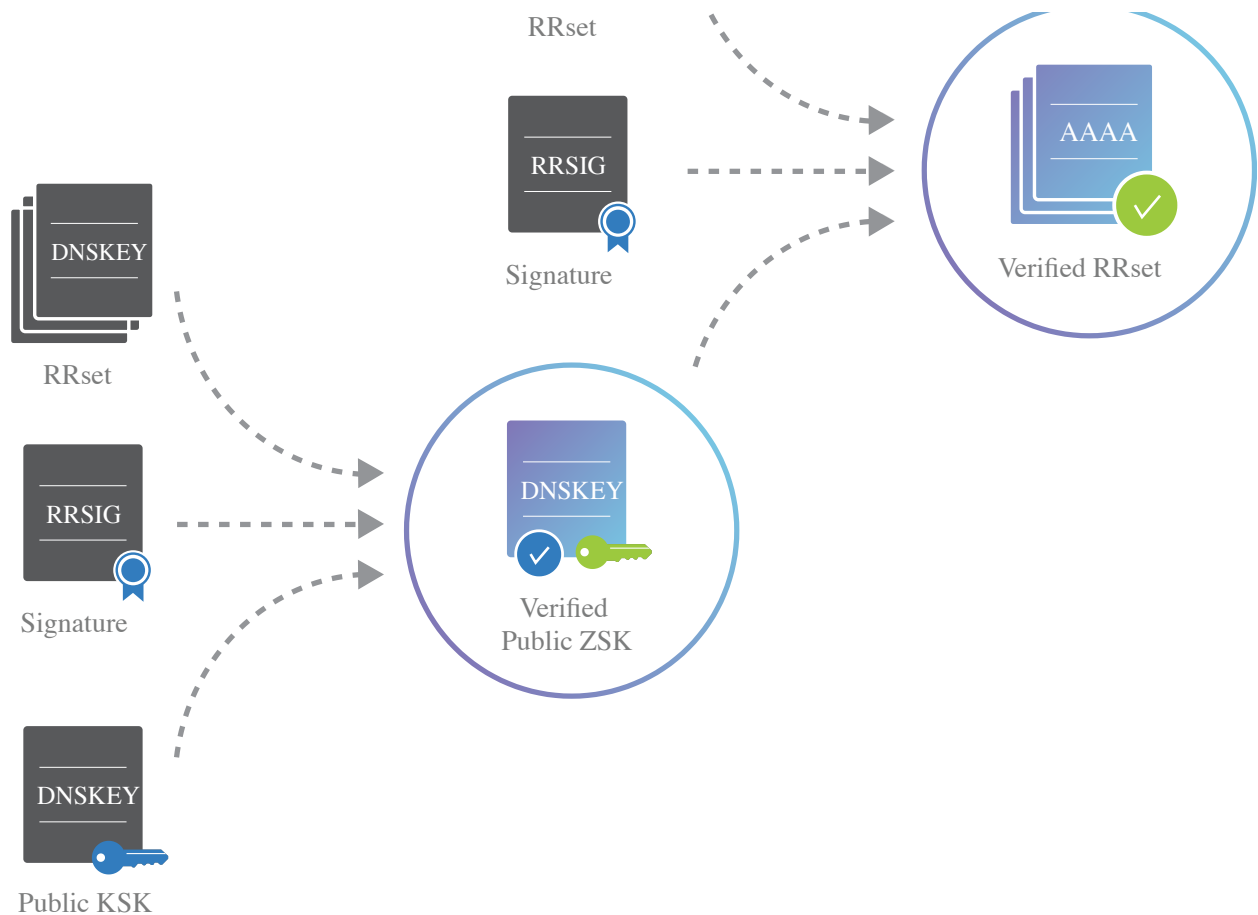 RRset
RRSIG
Signature
AAAA
Verified RRset
DNSKEY
RRset
RRSIG
Signature
DNSKEY
Public KSK
DNSKEY
Verified
Public ZSK